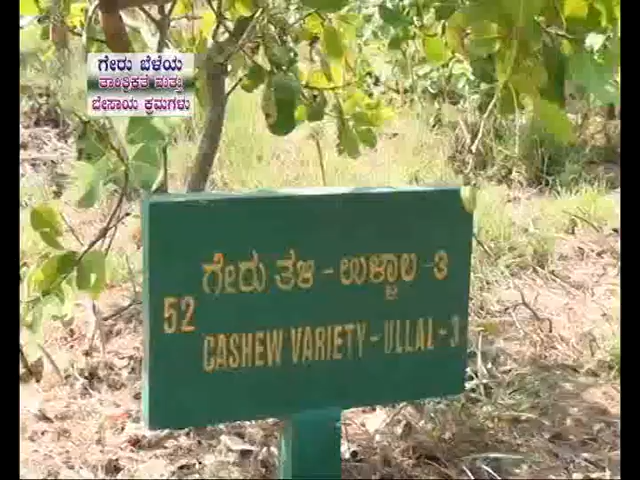 ಗೇರು ಬೆಳೆಯ
ತಾಂತ್ರಿಕತೆ ಮತ್ತು
ಬೇಸಾಯ ಕ್ರಮಗಳು
52
ಗೇರು ತಳಿ - ಉಳ್ಳಾಲ - 3
CASHEW VARIETY - ULLAL - 3